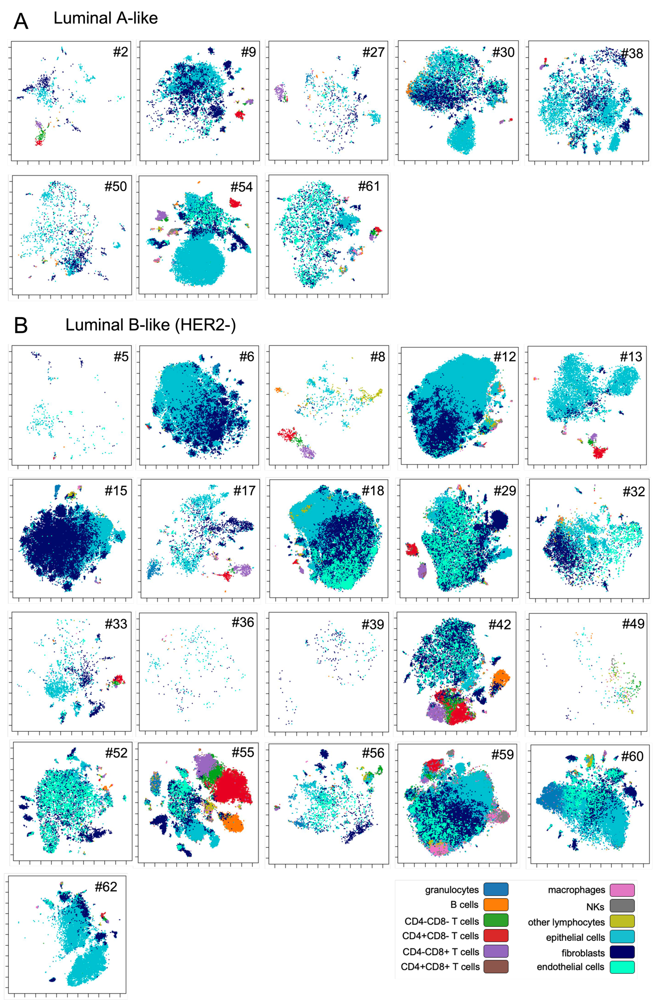 A Luminal A-like
#2 #9 #27 #30 #38
#50 #54 #61
B Luminal B-like (HER2-)
#5 #6 #8 #12 #13
#15 #17 #18 #29 #32
#33 #36 #39 #42 #49
#52 #55 #56 #59 #60
#62
granulocytes macrophages
B cells NKs
CD4-CD8- T cells other lymphocytes
CD4+CD8- T cells epithelial cells
CD4-CD8+ T cells fibroblasts
CD4+CD8+ T cells endothelial cells